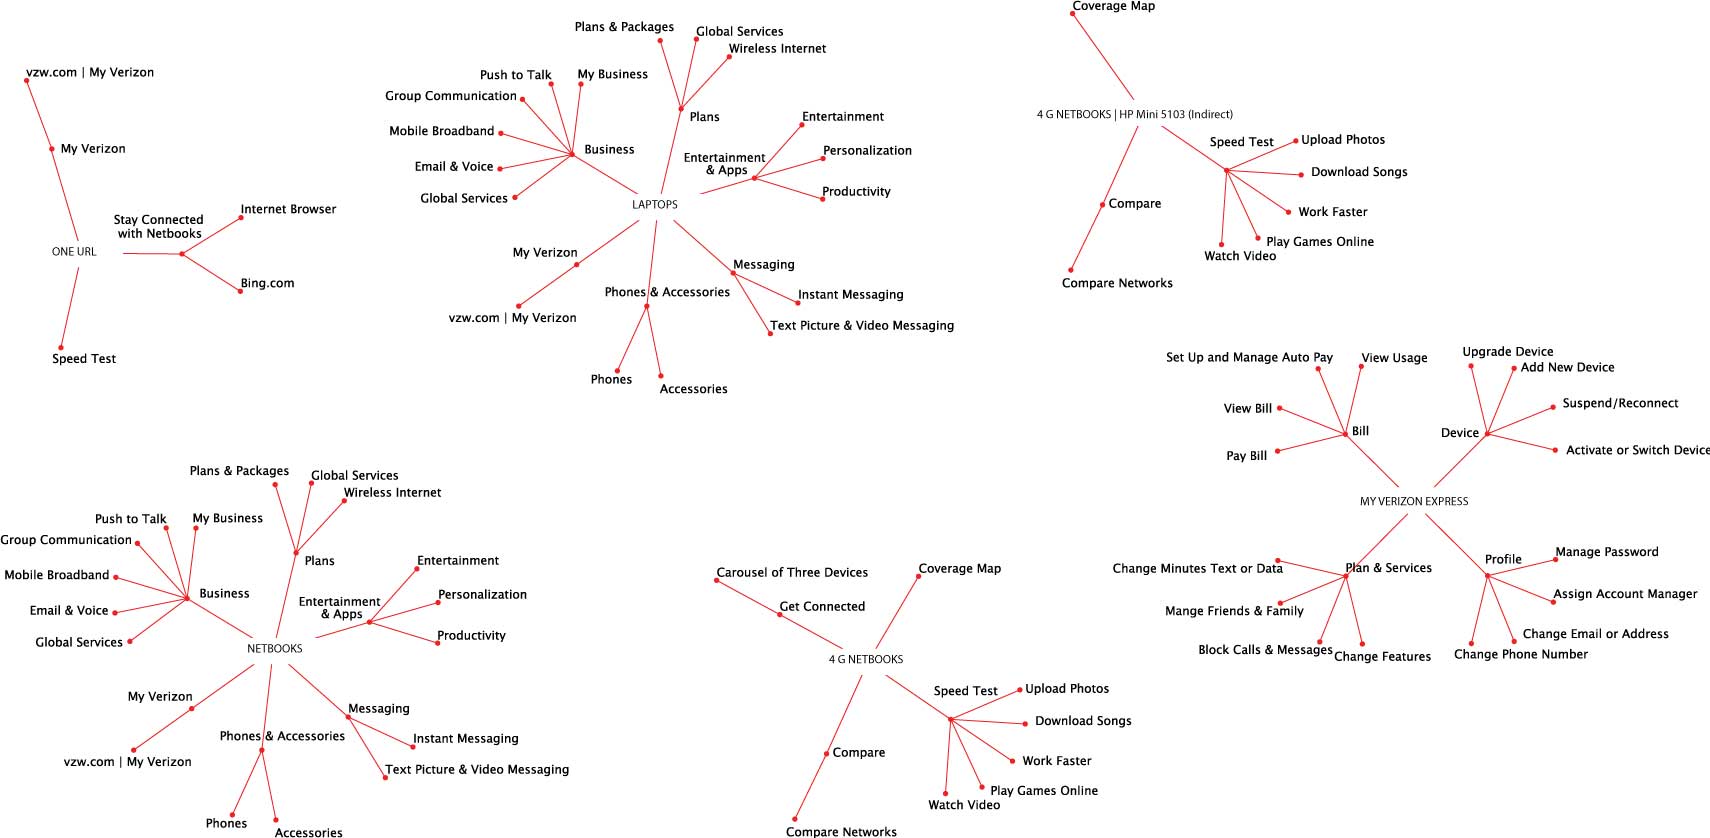 vzw.com | My Verizon
My Verizon
Stay Connected
with Netbooks
Internet Browser
ONE URL
Bing.com
Speed Test
Plans & Packages
Global Services
Wireless Internet
Push to Talk
My Business
Group Communication
Mobile Broadband
Email & Voice
Global Services
Business
Plans
Entertainment
Entertainment
& Apps
Personalization
Productivity
LAPTOPS
My Verizon
vzw.com | My Verizon
Phones & Accessories
Phones
Accessories
Messaging
Instant Messaging
Text Picture & Video Messaging
Coverage Map
4 G NETBOOKS | HP Mini 5103 (Indirect)
Speed Test
Upload Photos
Download Songs
Work Faster
Play Games Online
Watch Video
Compare
Compare Networks
Set Up and Manage Auto Pay
View Usage
View Bill
Pay Bill
Bill
Upgrade Device
Add New Device
Suspend/Reconnect
Device
Activate or Switch Device
MY VERIZON EXPRESS
Change Minutes Text or Data
Plan & Services
Mange Friends & Family
Block Calls & Messages
Change Features
Profile
Manage Password
Assign Account Manager
Change Email or Address
Change Phone Number
Plans & Packages
Global Services
Wireless Internet
Push to Talk
My Business
Group Communication
Mobile Broadband
Email & Voice
Global Services
Business
Plans
Entertainment
Entertainment
& Apps
Personalization
Productivity
NETBOOKS
My Verizon
vzw.com | My Verizon
Phones & Accessories
Phones
Accessories
Messaging
Instant Messaging
Text Picture & Video Messaging
Carousel of Three Devices
Get Connected
Coverage Map
4 G NETBOOKS
Speed Test
Upload Photos
Download Songs
Work Faster
Play Games Online
Watch Video
Compare
Compare Networks